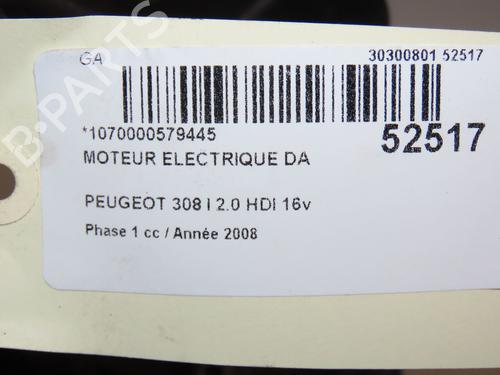 GA
30300801 52517
*1070000579445
52517
MOTEUR ELECTRIQUE DA
PEUGEOT 308 I 2.0 HDI 16v
Phase 1 cc / Année 2008
B-PARTS